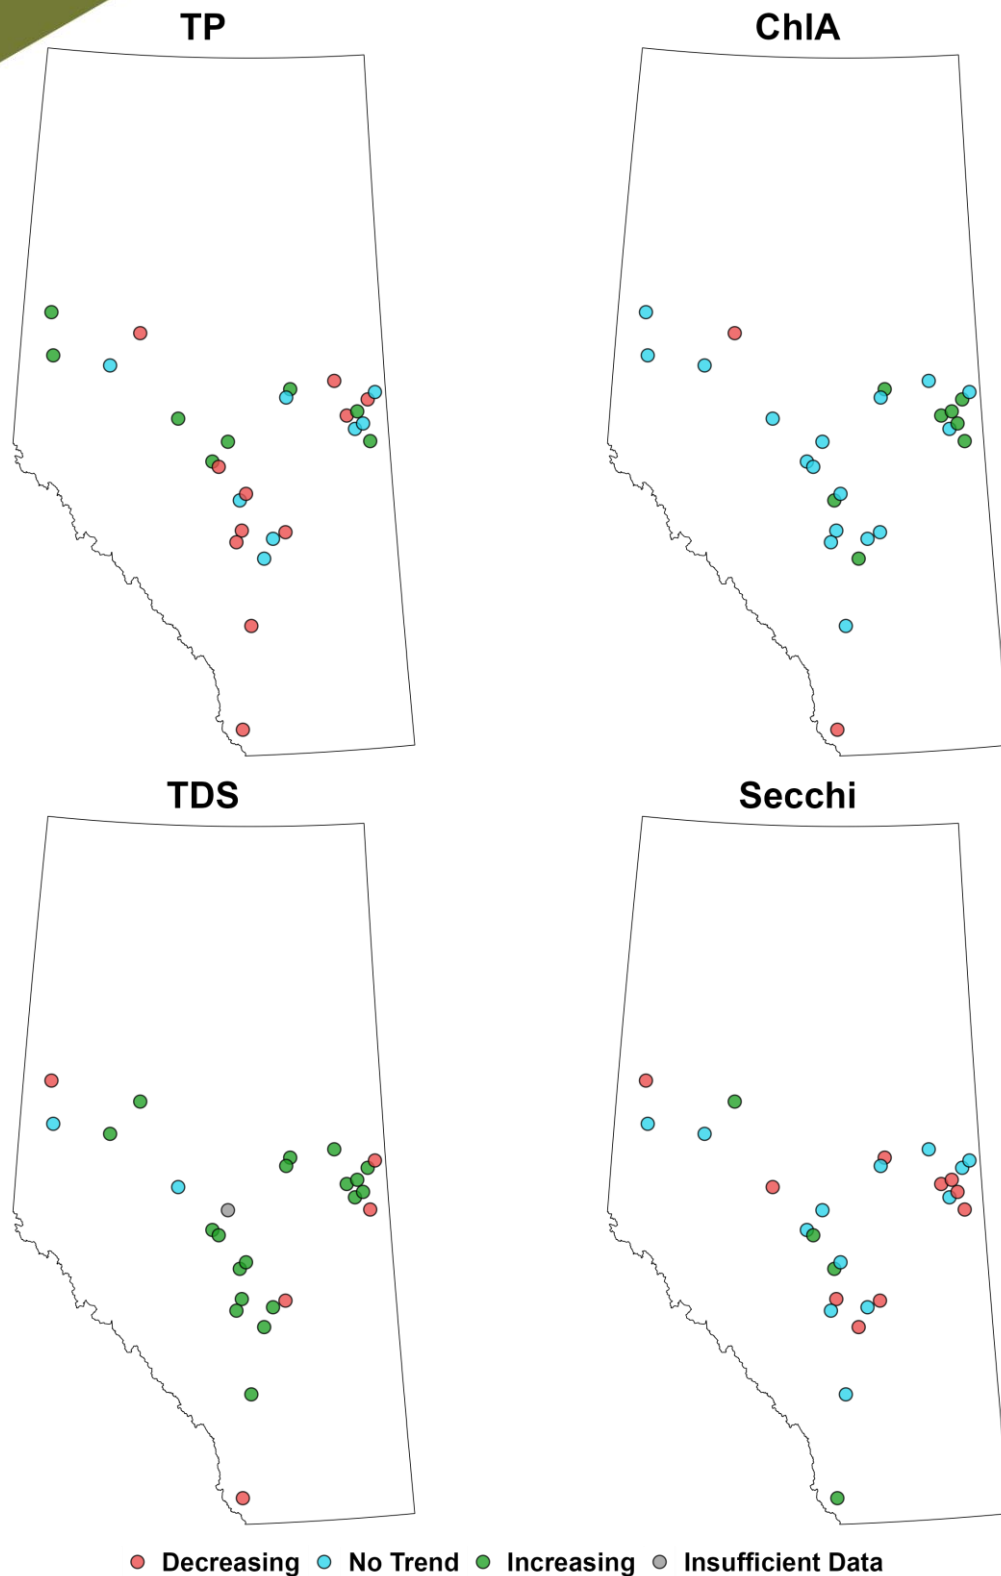 TP
ChlA
TDS
Secchi
Decreasing No Trend Increasing Insufficient Data